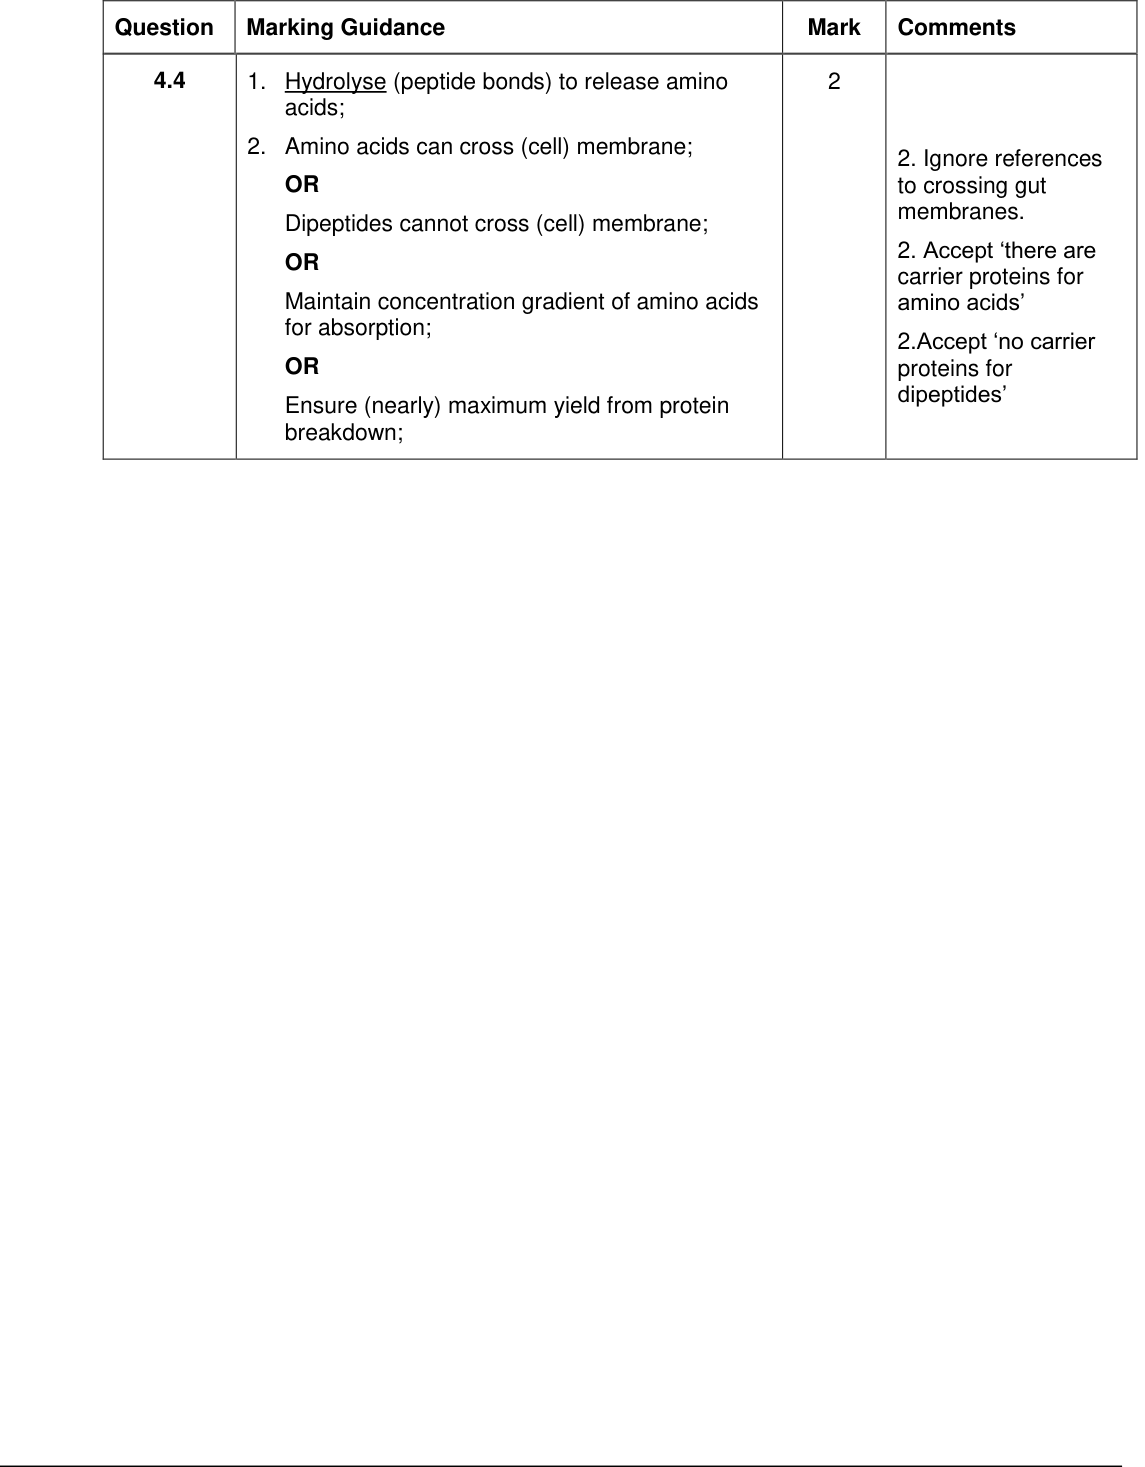 Question Marking Guidance Mark Comments
4.4
1. Hydrolyse (peptide bonds) to release amino
acids;
2. Amino acids can cross (cell) membrane;
OR
Dipeptides cannot cross (cell) membrane;
OR
Maintain concentration gradient of amino acids
for absorption;
OR
Ensure (nearly) maximum yield from protein
breakdown;
2
2. Ignore references
to crossing gut
membranes.
2. Accept ‘there are
carrier proteins for
amino acids’
2.Accept ‘no carrier
proteins for
dipeptides’